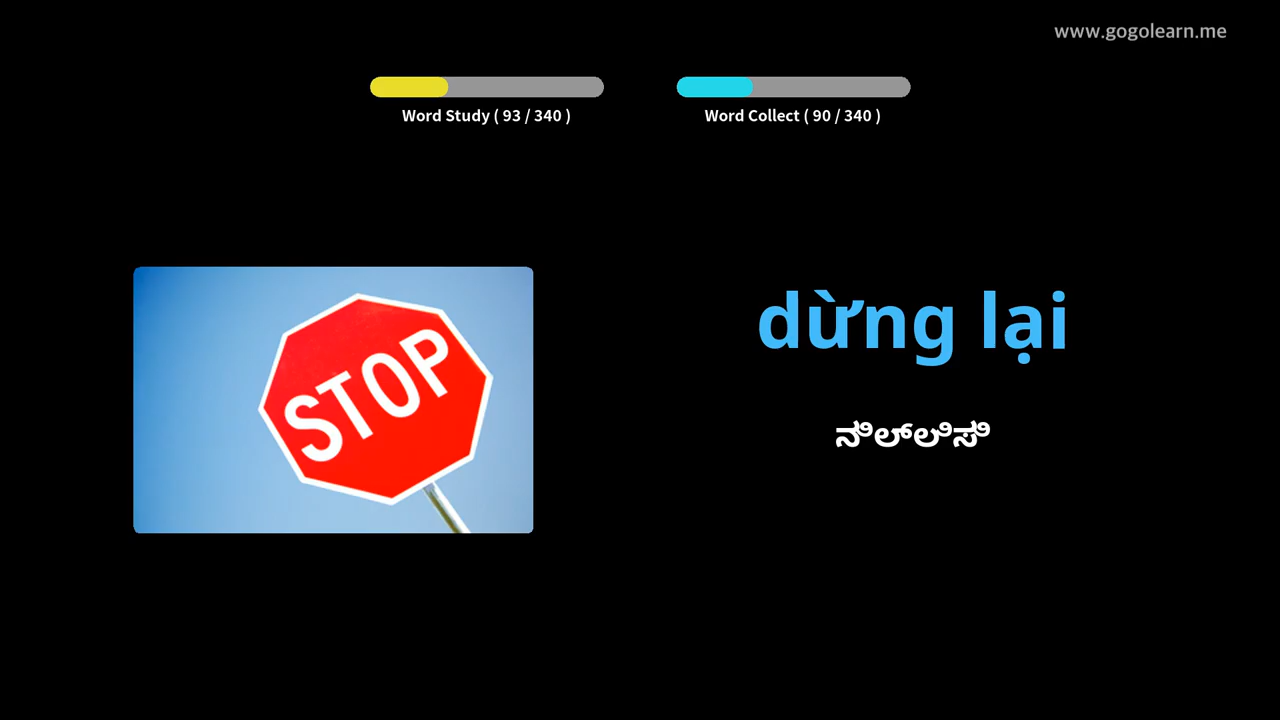 www.gogolearn.me
Word Study ( 93 / 340 )
Word Collect ( 90 / 340 )
STOP
dừng lại
ನಿಲ್ಲಿಸಿ